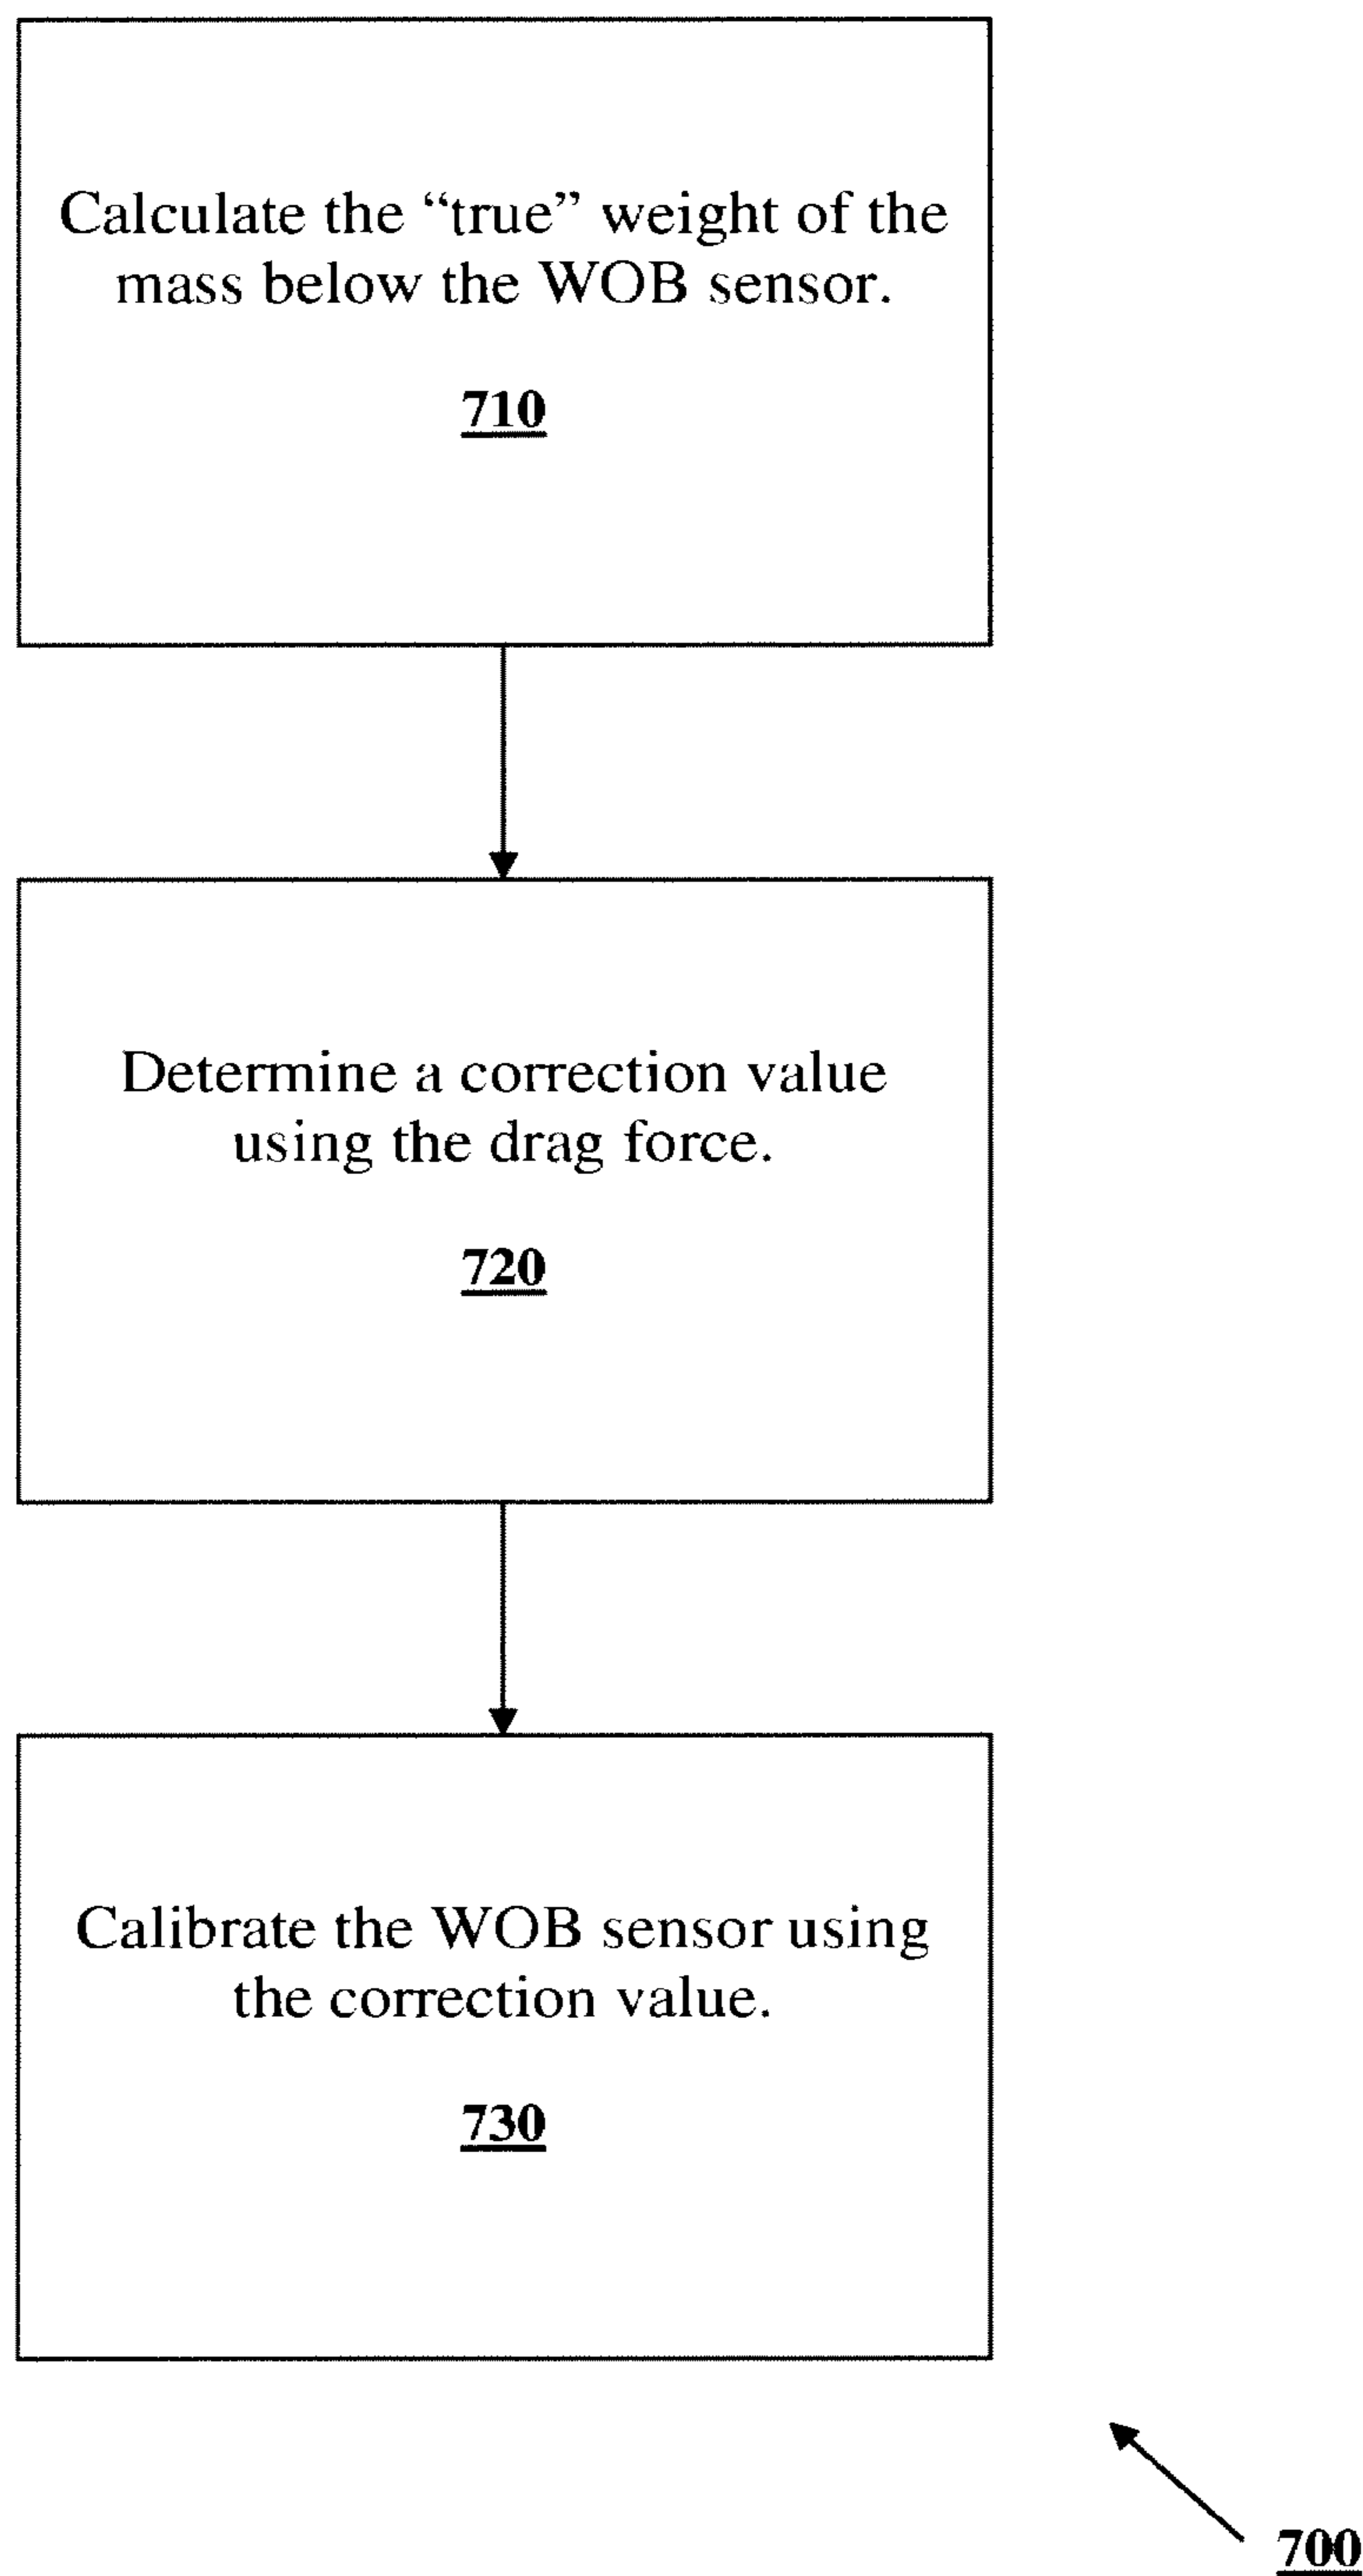 Calculate the “true” weight of the
mass below the WOB sensor.
710
Determine a correction value
using the drag force.
720
Calibrate the WOB sensor using
the correction value.
730
700